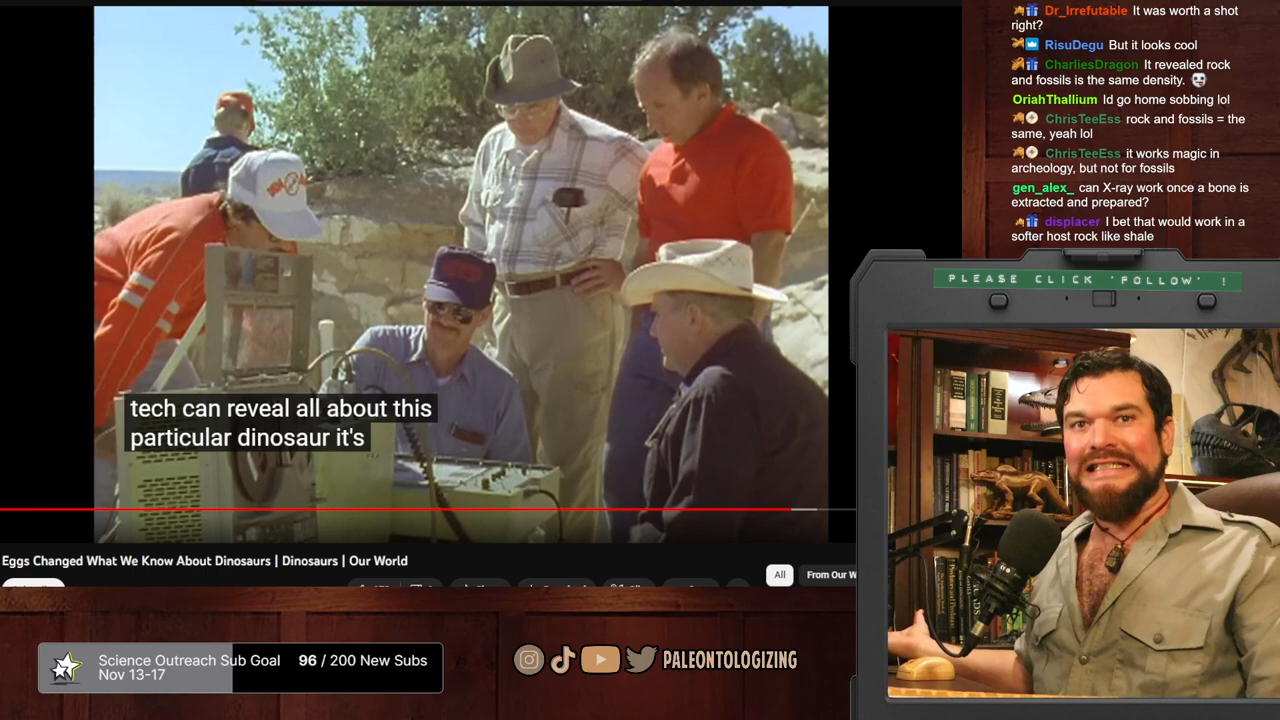 Dr_Irrefutable It was worth a shot
right?
RisuDegu But it looks cool
CharliesDragon It revealed rock
and fossils is the same density.
OriahThallium Id go home sobbing lol
ChrisTeeEss rock and fossils = the
same, yeah lol
ChrisTeeEss it works magic in
archeology, but not for fossils
gen_alex_ can X-ray work once a bone is
extracted and prepared?
displacer I bet that would work in a
softer host rock like shale
PLEASE CLICK 'FOLLOW' !
tech can reveal all about this
particular dinosaur it's
Eggs Changed What We Know About Dinosaurs | Dinosaurs | Our World
All
From Our W
Science Outreach Sub Goal 96 / 200 New Subs
Nov 13-17
PALEONTOLOGIZING